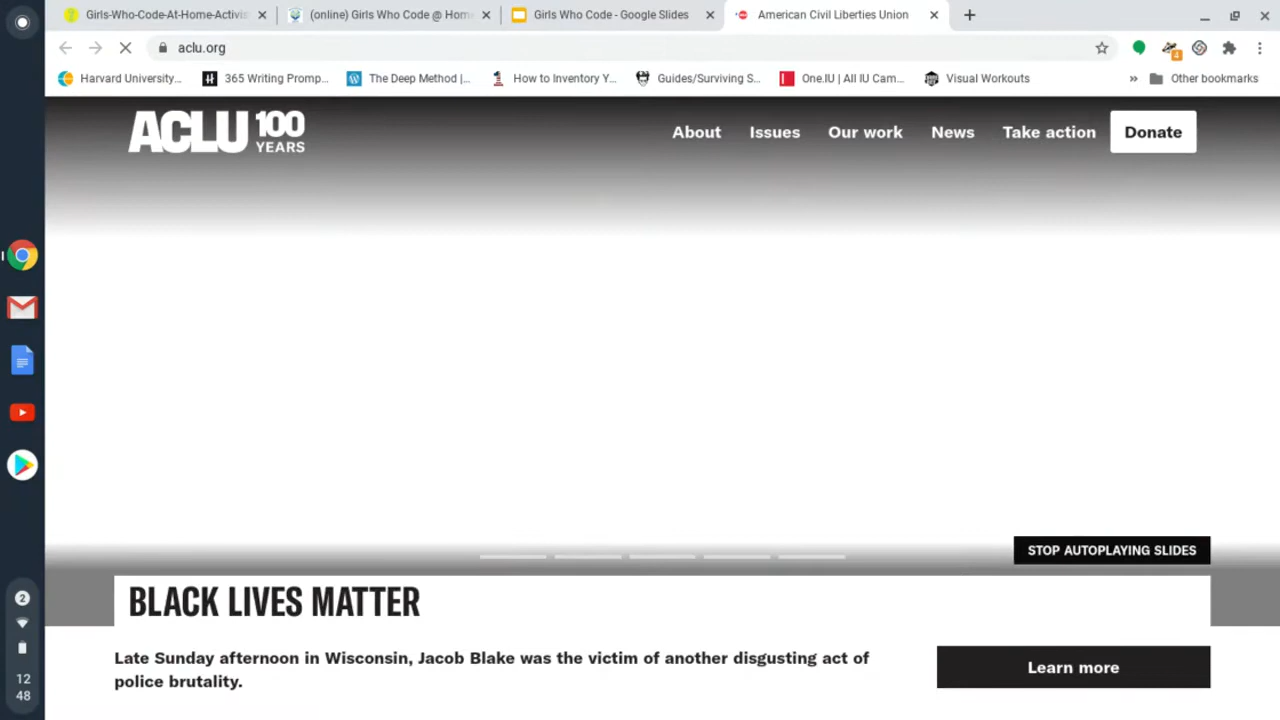 Girls-Who-Code-At-Home-Activis
(online) Girls Who Code @ Hom
Girls Who Code - Google Slides
American Civil Liberties Union
aclu.org
4
Harvard University...
365 Writing Promp...
The Deep Method |...
How to Inventory Y...
Guides/Surviving S...
One.IU | All IU Cam...
Visual Workouts
» Other bookmarks
ACLU 100 YEARS
About
Issues
Our work
News
Take action
Donate
STOP AUTOPLAYING SLIDES
BLACK LIVES MATTER
Late Sunday afternoon in Wisconsin, Jacob Blake was the victim of another disgusting act of
police brutality.
Learn more
2
12
48